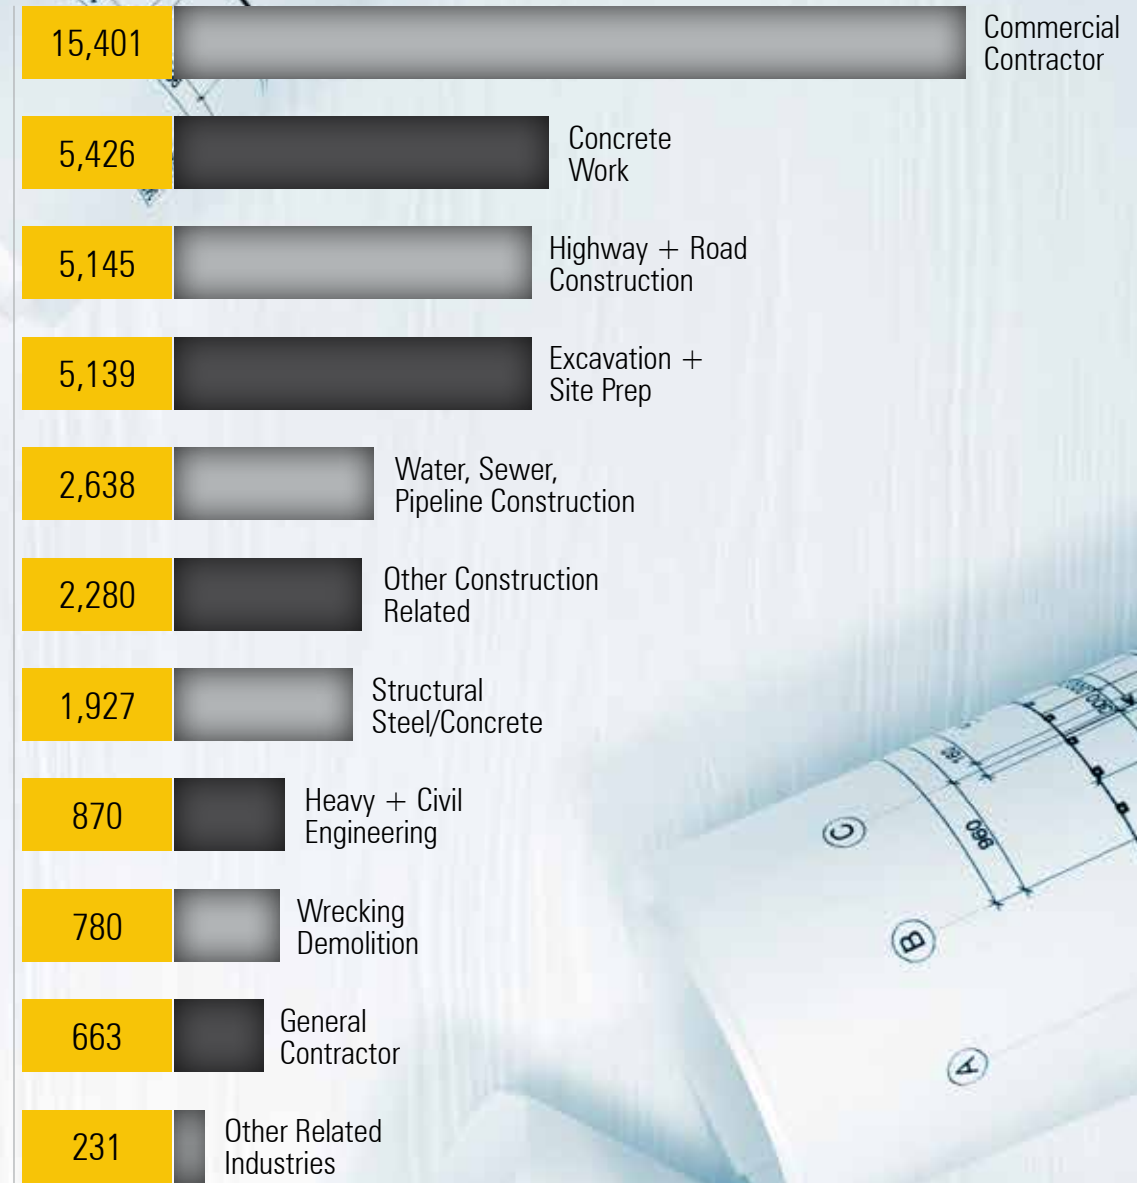 15,401
Commercial
Contractor
5,426
Concrete
Work
5,145
Highway + Road
Construction
5,139
Excavation +
Site Prep
2,638
Water, Sewer,
Pipeline Construction
2,280
Other Construction
Related
1,927
Structural
Steel/Concrete
870
Heavy + Civil
Engineering
780
Wrecking
Demolition
663
General
Contractor
231
Other Related
Industries
C
960
B
A